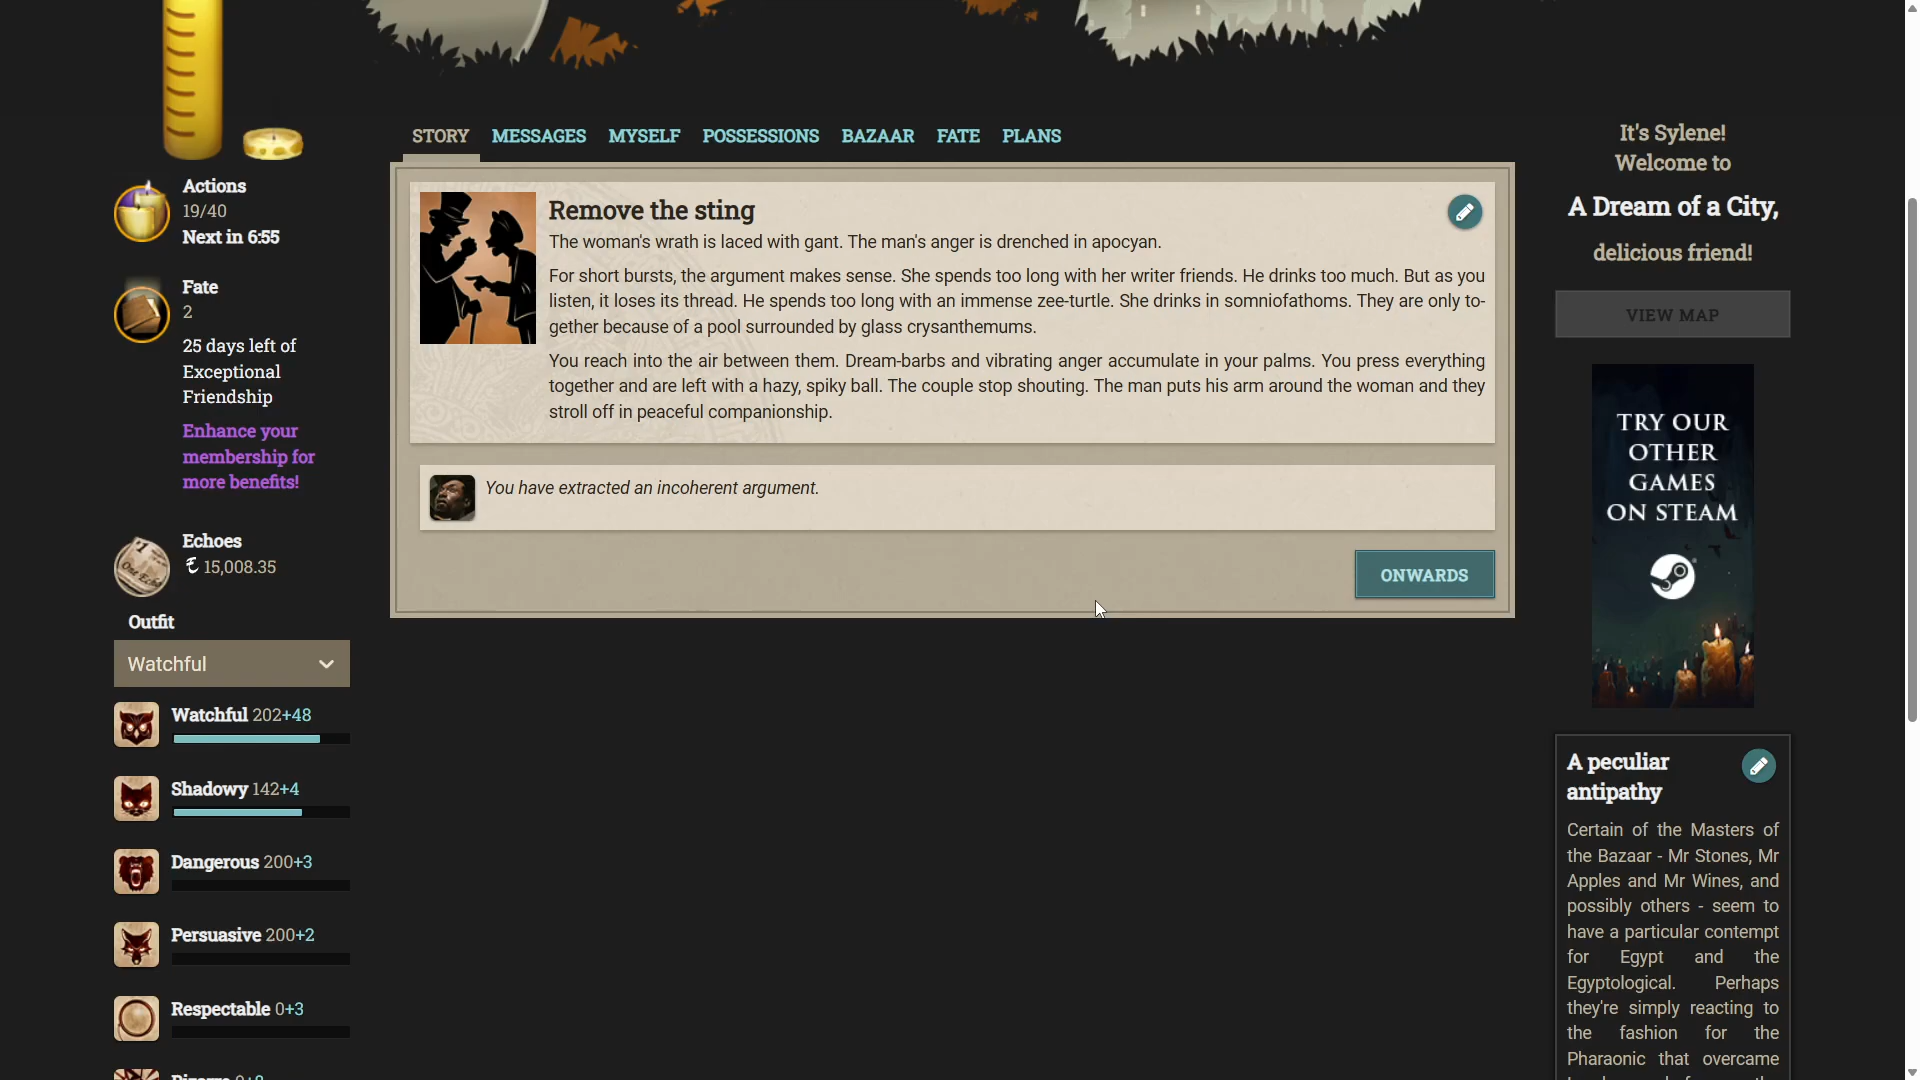 STORY MESSAGES MYSELF POSSESSIONS BAZAAR FATE PLANS
Actions
19/40
Next in 6:55
Fate
2
25 days left of
Exceptional
Friendship
Enhance your
membership for
more benefits!
Echoes
15,008.35
Outfit
Watchful
Watchful 202+48
Shadowy 142+4
Dangerous 200+3
Persuasive 200+2
Respectable 0+3
Remove the sting
The woman's wrath is laced with gant. The man's anger is drenched in apocyan.
For short bursts, the argument makes sense. She spends too long with her writer friends. He drinks too much. But as you
listen, it loses its thread. He spends too long with an immense zee-turtle. She drinks in somniofathoms. They are only to-
gether because of a pool surrounded by glass crysanthemums.
You reach into the air between them. Dream-barbs and vibrating anger accumulate in your palms. You press everything
together and are left with a hazy, spiky ball. The couple stop shouting. The man puts his arm around the woman and they
stroll off in peaceful companionship.
You have extracted an incoherent argument.
ONWARDS
It's Sylene!
Welcome to
A Dream of a City,
delicious friend!
VIEW MAP
TRY OUR
OTHER
GAMES
ON STEAM
A peculiar
antipathy
Certain of the Masters of
the Bazaar - Mr Stones, Mr
Apples and Mr Wines, and
possibly others - seem to
have a particular contempt
for Egypt and the
Egyptological. Perhaps
they're simply reacting to
the fashion for the
Pharaonic that overcame